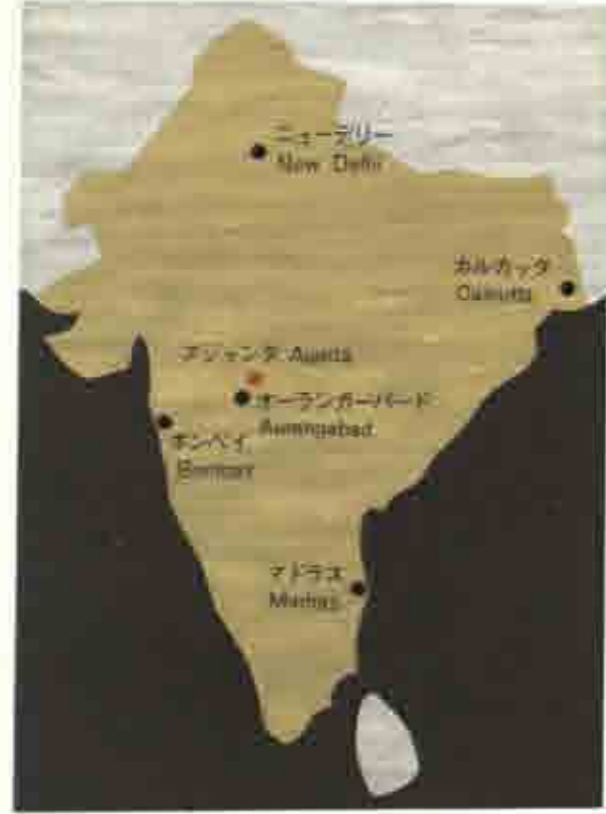 ニューデリー
New Delhi
カルカッタ
Calcutta
アジャンタ Ajanta
オーランガーバード
Aurangabad
ボンベイ
Bombay
マドラス
Madras